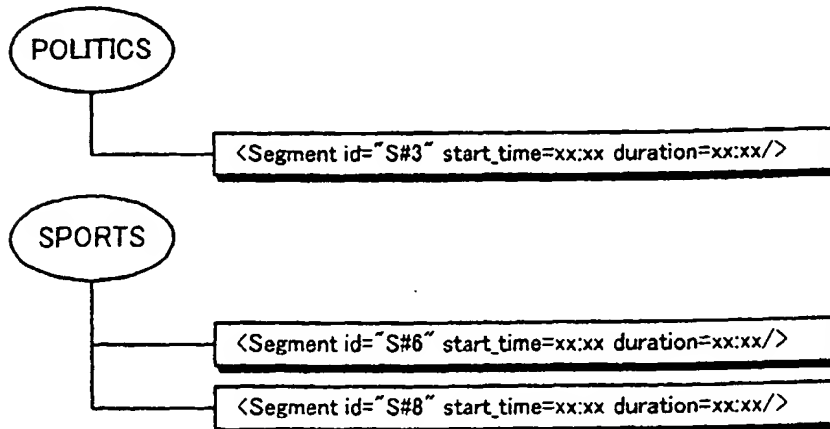 POLITICS
<Segment id="S#3" start_time=xx:xx duration=xx:xx/>
SPORTS
<Segment id="S#6" start_time=xx:xx duration=xx:xx/>
<Segment id="S#8" start_time=xx:xx duration=xx:xx/>